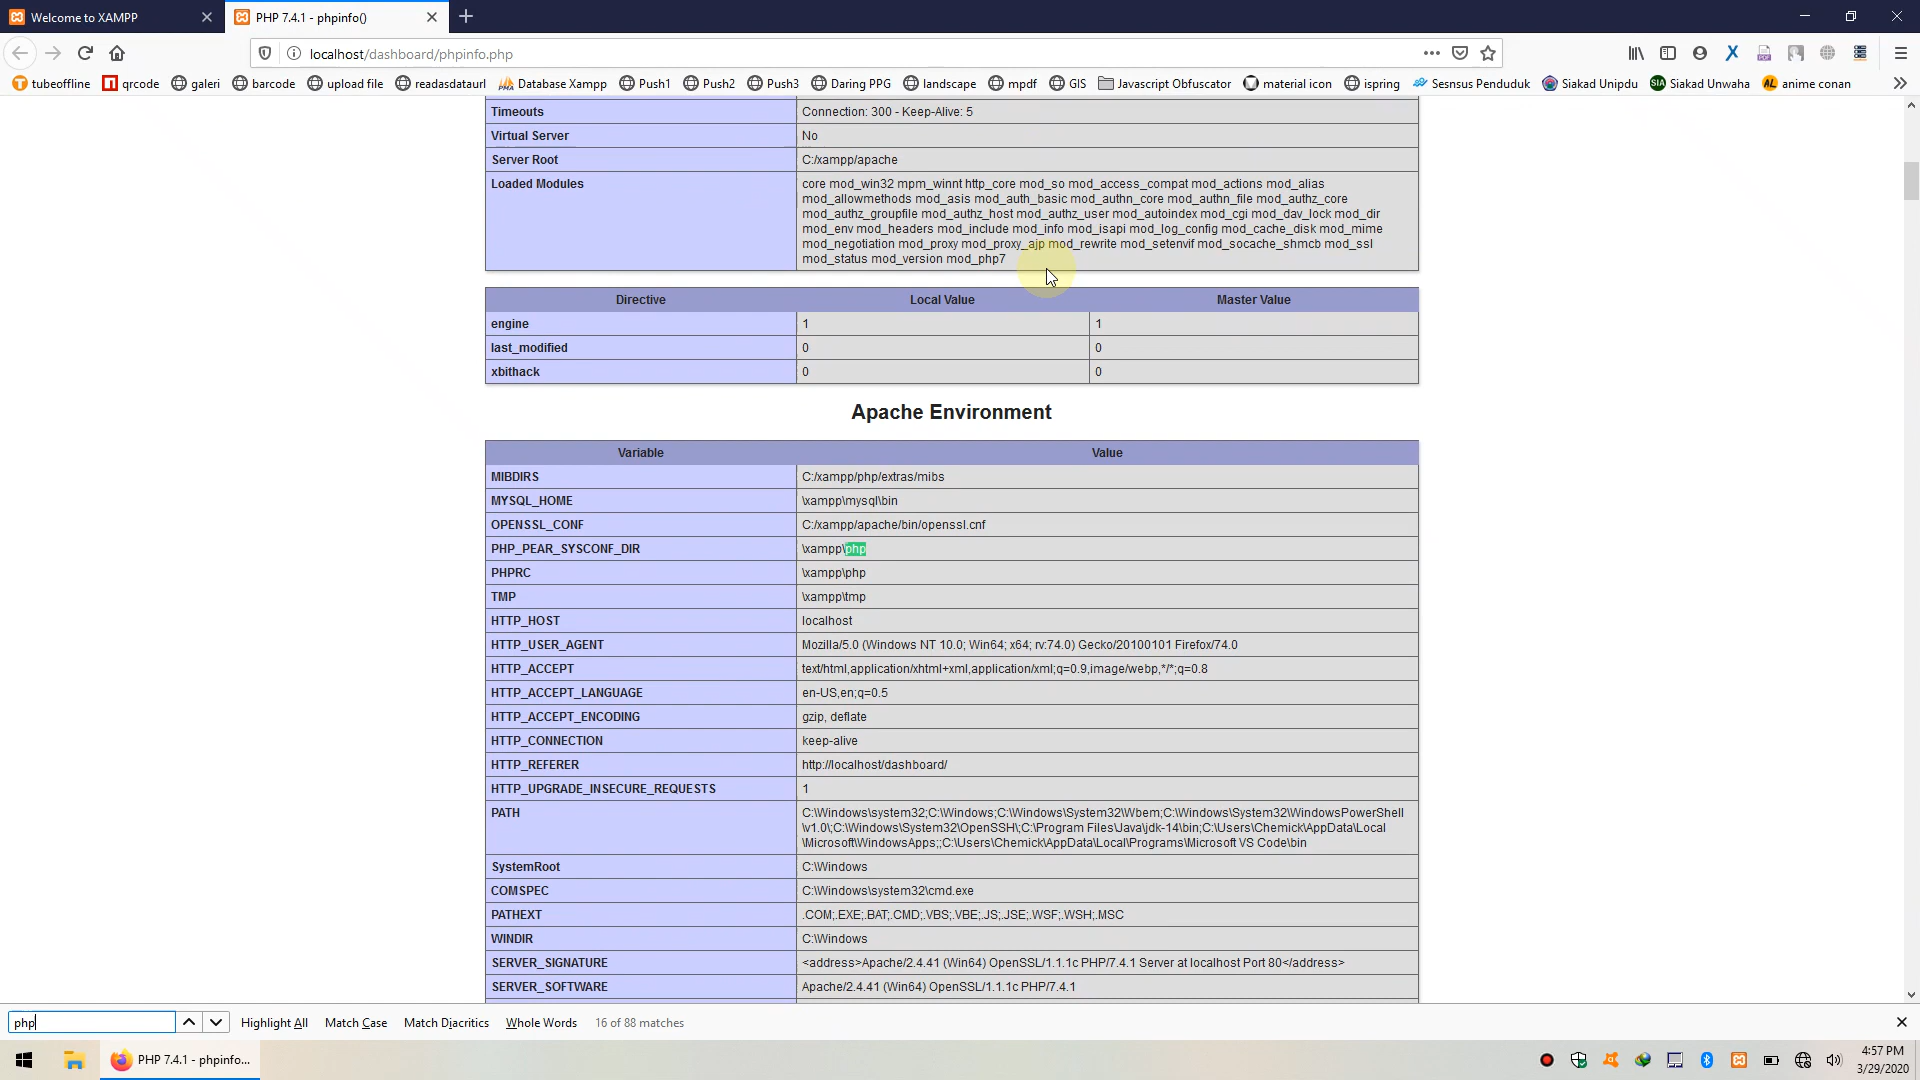 Welcome to XAMPP
PHP 7.4.1 - phpinfo()
localhost/dashboard/phpinfo.php
tubeoffline qrcode galeri barcode upload file readasdataurl Database Xampp Push1 Push2 Push3 Daring PPG landscape mpdf GIS Javascript Obfuscator material icon ispring Sesnsus Penduduk Siakad Unipdu Siakad Unwaha anime conan
Timeouts Connection: 300 - Keep-Alive: 5
Virtual Server No
Server Root C:/xampp/apache
Loaded Modules core mod_win32 mpm_winnt http_core mod_so mod_access_compat mod_actions mod_alias
mod_allowmethods mod_asis mod_auth_basic mod_authn_core mod_authn_file mod_authz_core
mod_authz_groupfile mod_authz_host mod_authz_user mod_autoindex mod_cgi mod_dav_lock mod_dir
mod_env mod_headers mod_include mod_info mod_isapi mod_log_config mod_cache_disk mod_mime
mod_negotiation mod_proxy mod_proxy_ajp mod_rewrite mod_setenvif mod_socache_shmcb mod_ssl
mod_status mod_version mod_php7
Directive Local Value Master Value
engine 1 1
last_modified 0 0
xbithack 0 0
Apache Environment
Variable Value
MIBDIRS C:/xampp/php/extras/mibs
MYSQL_HOME \xampp\mysql\bin
OPENSSL_CONF C:/xampp/apache/bin/openssl.cnf
PHP_PEAR_SYSCONF_DIR \xampp\php
PHPRC \xampp\php
TMP \xampp\tmp
HTTP_HOST localhost
HTTP_USER_AGENT Mozilla/5.0 (Windows NT 10.0; Win64; x64; rv:74.0) Gecko/20100101 Firefox/74.0
HTTP_ACCEPT text/html,application/xhtml+xml,application/xml;q=0.9,image/webp,*/*;q=0.8
HTTP_ACCEPT_LANGUAGE en-US,en;q=0.5
HTTP_ACCEPT_ENCODING gzip, deflate
HTTP_CONNECTION keep-alive
HTTP_REFERER http://localhost/dashboard/
HTTP_UPGRADE_INSECURE_REQUESTS 1
PATH C:\Windows\system32;C:\Windows;C:\Windows\System32\Wbem;C:\Windows\System32\WindowsPowerShell
\v1.0\;C:\Windows\System32\OpenSSH\;C:\Program Files\Java\jdk-14\bin;C:\Users\Chemick\AppData\Local
\Microsoft\WindowsApps;;C:\Users\Chemick\AppData\Local\Programs\Microsoft VS Code\bin
SystemRoot C:\Windows
COMSPEC C:\Windows\system32\cmd.exe
PATHEXT .COM;.EXE;.BAT;.CMD;.VBS;.VBE;.JS;.JSE;.WSF;.WSH;.MSC
WINDIR C:\Windows
SERVER_SIGNATURE <address>Apache/2.4.41 (Win64) OpenSSL/1.1.1c PHP/7.4.1 Server at localhost Port 80</address>
SERVER_SOFTWARE Apache/2.4.41 (Win64) OpenSSL/1.1.1c PHP/7.4.1
php Highlight All Match Case Match Diacritics Whole Words 16 of 88 matches
PHP 7.4.1 - phpinfo...
4:57 PM
3/29/2020